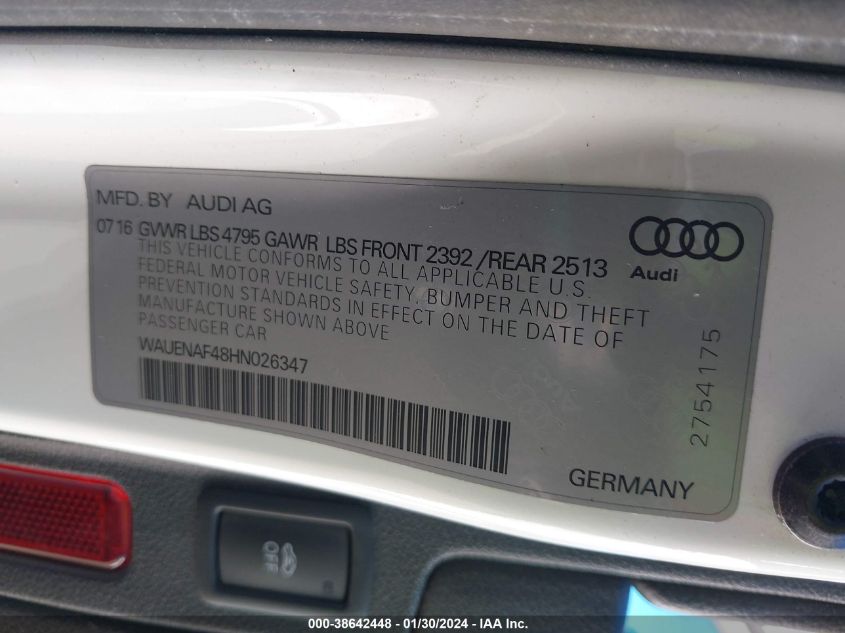 MFD. BY AUDI AG
07 16 GVWR LBS 4795 GAWR LBS FRONT 2392 /REAR 2513
THIS VEHICLE CONFORMS TO ALL APPLICABLE U.S.
FEDERAL MOTOR VEHICLE SAFETY, BUMPER AND THEFT
PREVENTION STANDARDS IN EFFECT ON THE DATE OF
MANUFACTURE SHOWN ABOVE
PASSENGER CAR
WAUENAF48HN026347
Audi
2754175
GERMANY
OFF
000-38642448 - 01/30/2024 - IAA Inc.